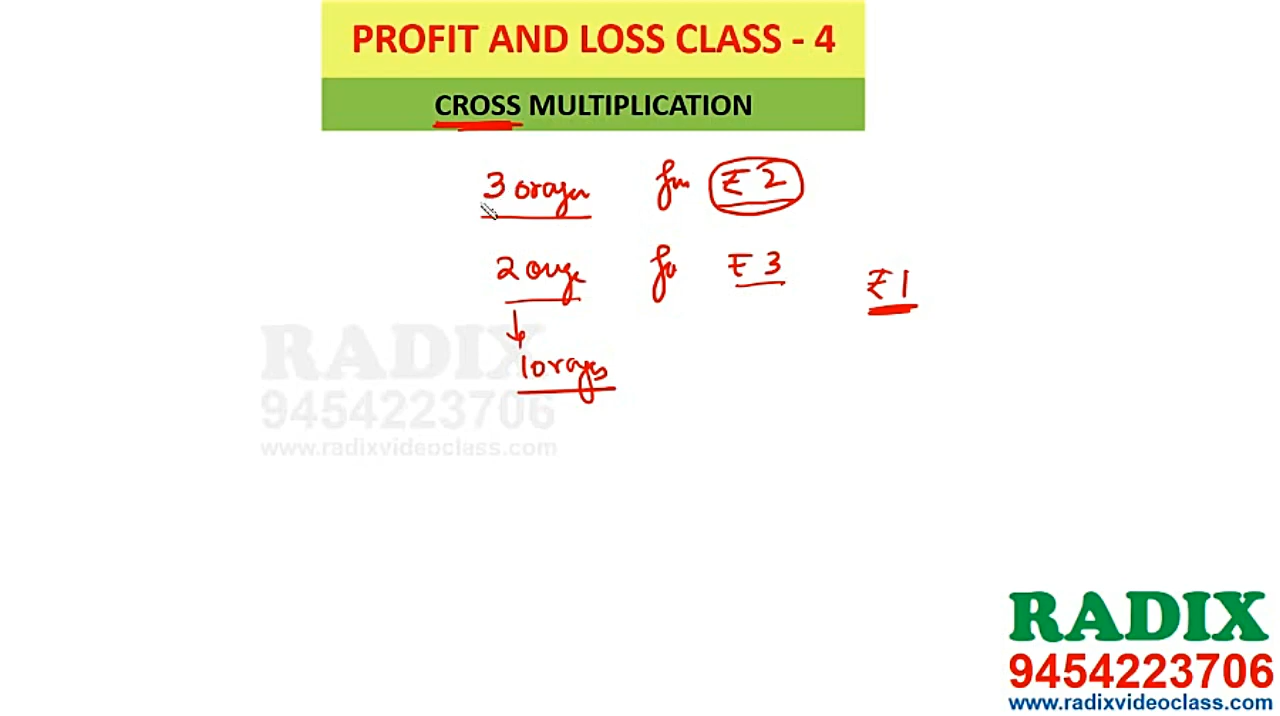 PROFIT AND LOSS CLASS - 4
CROSS MULTIPLICATION
3 oranges for ₹ 2
2 orange for ₹ 3
₹ 1
1 oranges
RADIX
9454223706
www.radixvideoclass.com
RADIX
9454223706
www.radixvideoclass.com